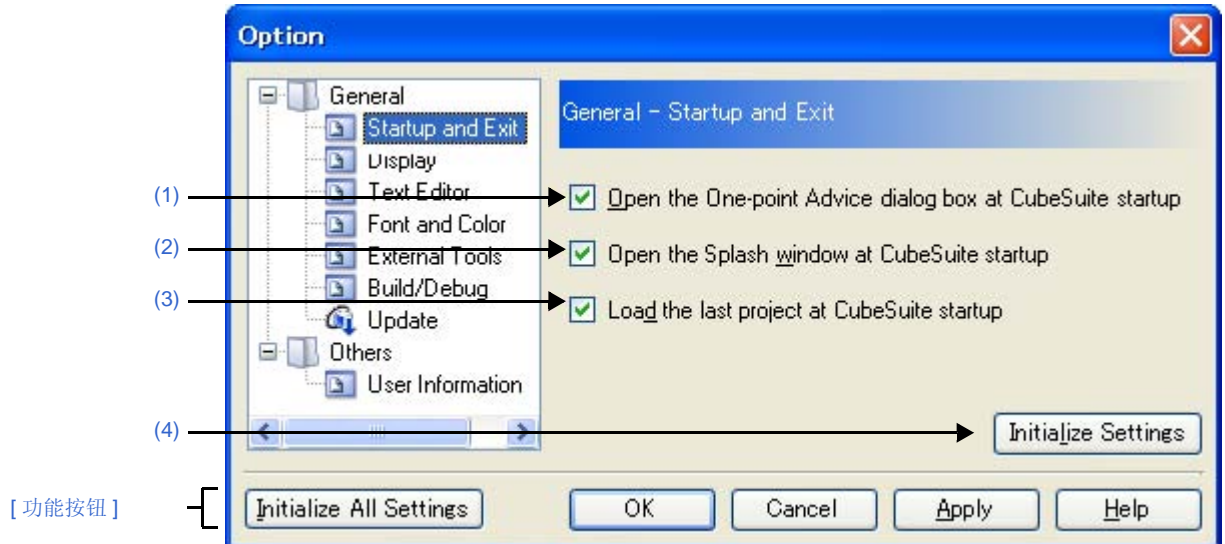 Option
General
Startup and Exit
Display
Text Editor
Font and Color
External Tools
Build/Debug
Update
Others
User Information
General - Startup and Exit
(1)
Open the One-point Advice dialog box at CubeSuite startup
(2)
Open the Splash window at CubeSuite startup
(3)
Load the last project at CubeSuite startup
(4)
Initialize Settings
[ 功能按钮 ]
Initialize All Settings
OK
Cancel
Apply
Help